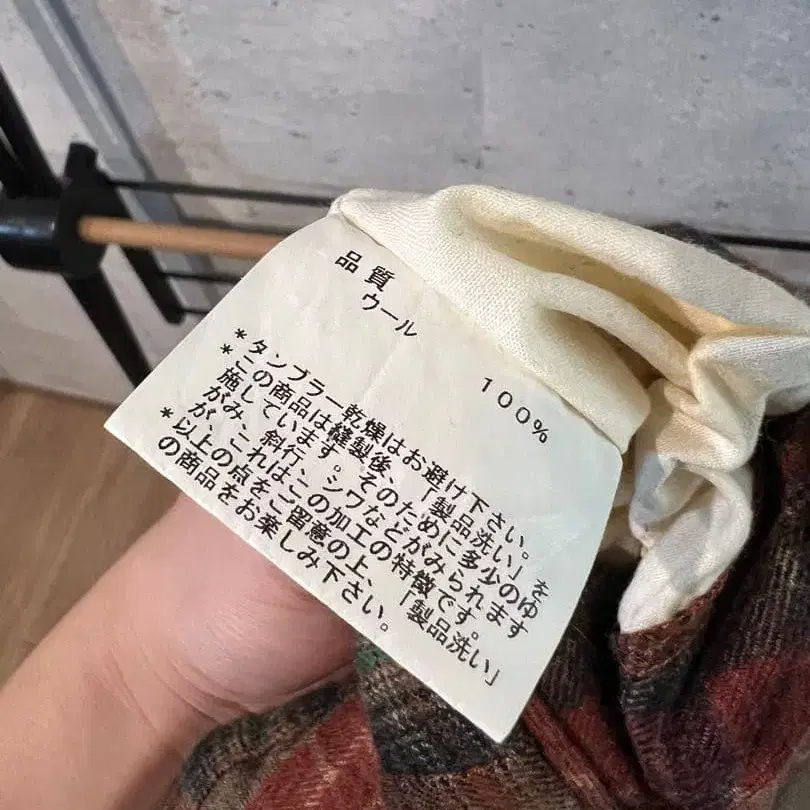 品質
ウール 100%
*タンブラー乾燥はお避け下さい。
*この商品は縫製後、「製品洗い」を
施しています。そのために多少のゆ
がみ、斜行、シワなどがみられます
が、これはこの加工の特徴です。
*以上の点をご留意の上、「製品洗い」
の商品をお楽しみ下さい。